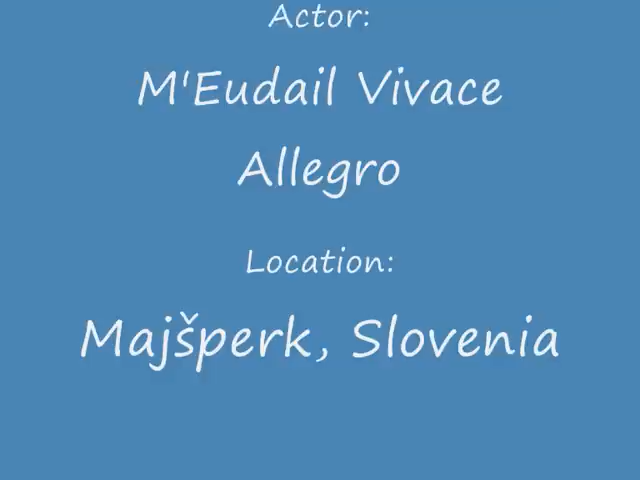 Actor:
M'Eudail Vivace
Allegro
Location:
Majšperk, Slovenia